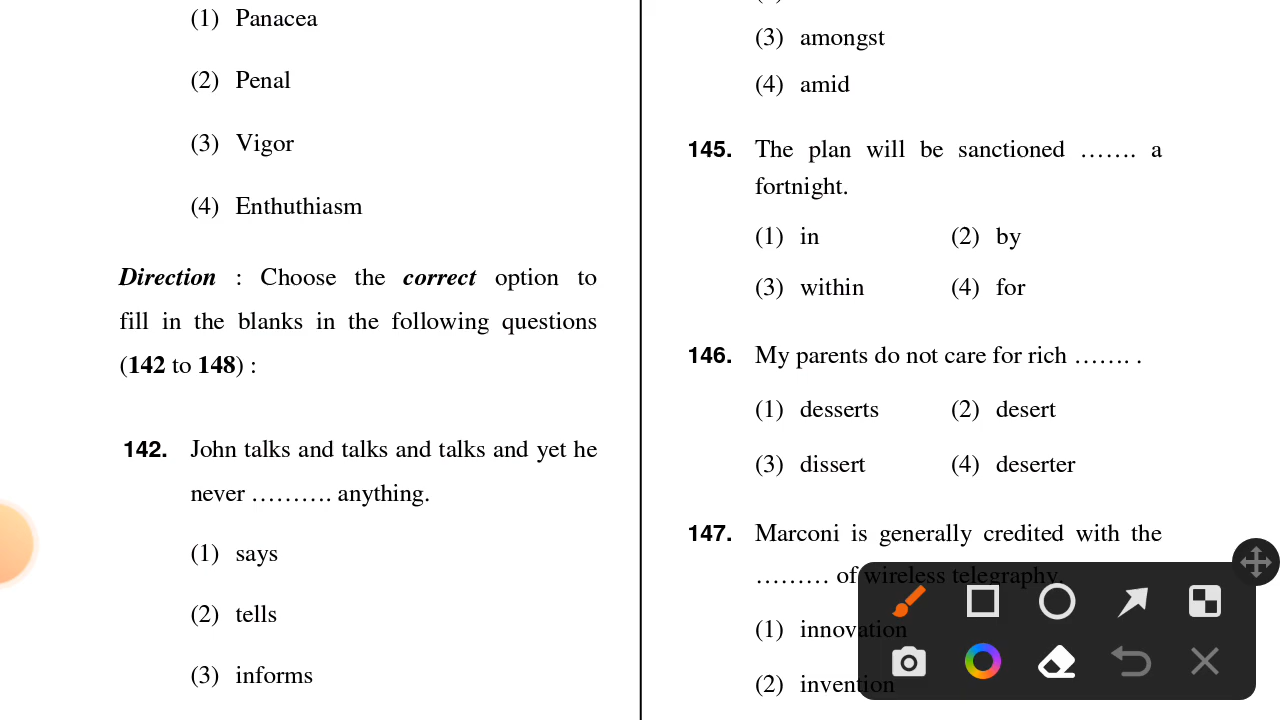 (1) Panacea
(2) Penal
(3) Vigor
(4) Enthuthiasm
Direction : Choose the correct option to
fill in the blanks in the following questions
(142 to 148) :
142. John talks and talks and talks and yet he
never ………. anything.
(1) says
(2) tells
(3) informs
(3) amongst
(4) amid
145. The plan will be sanctioned ……. a
fortnight.
(1) in (2) by
(3) within (4) for
146. My parents do not care for rich ……. .
(1) desserts (2) desert
(3) dissert (4) deserter
147. Marconi is generally credited with the
……… of wireless telegraphy.
(1) innovation
(2) invention